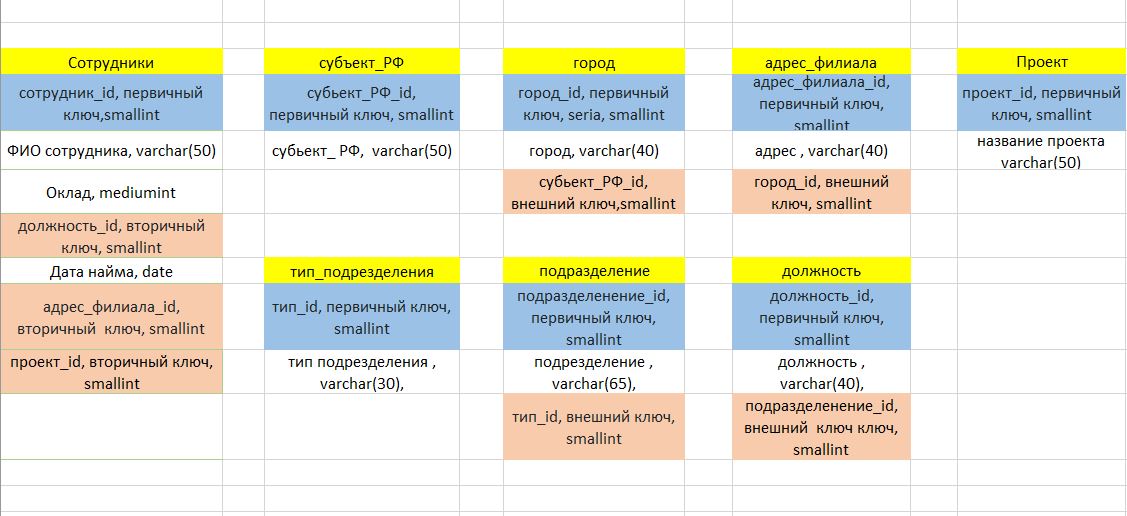 Сотрудники
субъект_РФ
город
адрес_филиала
Проект
сотрудник_id, первичный
ключ,smallint
субьект_РФ_id,
первичный ключ, smallint
город_id, первичный
ключ, seria, smallint
адрес_филиала_id,
первичный ключ,
smallint
проект_id, первичный
ключ, smallint
ФИО сотрудника, varchar(50)
субьект_ РФ, varchar(50)
город, varchar(40)
адрес , varchar(40)
название проекта
varchar(50)
Оклад, mediumint
субьект_РФ_id,
внешний ключ,smallint
город_id, внешний
ключ, smallint
должность_id, вторичный
ключ, smallint
Дата найма, date
тип_подрезделения
подразделение
должность
адрес_филиала_id,
вторичный ключ, smallint
тип_id, первичный ключ,
smallint
подразделенение_id,
первичный ключ,
smallint
должность_id,
первичный ключ,
smallint
проект_id, вторичный ключ,
smallint
тип подрезделения ,
varchar(30),
подрезделение ,
varchar(65),
должность ,
varchar(40),
тип_id, внешний ключ,
smallint
подразделенение_id,
внешний ключ ключ,
smallint